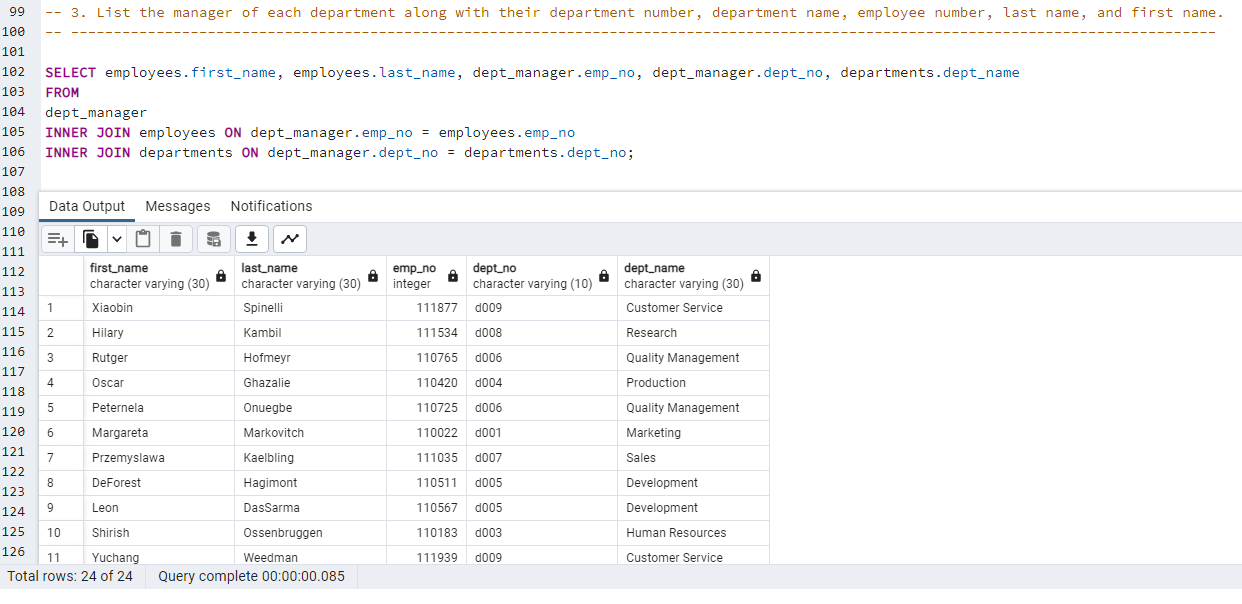 99 -- 3. List the manager of each department along with their department number, department name, employee number, last name, and first name.
100 -- ---------------------------------------------------------------------------------------------------------------------------------------
101
102 SELECT employees.first_name, employees.last_name, dept_manager.emp_no, dept_manager.dept_no, departments.dept_name
103 FROM
104 dept_manager
105 INNER JOIN employees ON dept_manager.emp_no = employees.emp_no
106 INNER JOIN departments ON dept_manager.dept_no = departments.dept_no;
107
108
109 Data Output Messages Notifications
110
111
112 first_name last_name emp_no dept_no dept_name
113 character varying (30) character varying (30) integer character varying (10) character varying (30)
114 1 Xiaobin Spinelli 111877 d009 Customer Service
115 2 Hilary Kambil 111534 d008 Research
116 3 Rutger Hofmeyr 110765 d006 Quality Management
117
118 4 Oscar Ghazalie 110420 d004 Production
119 5 Peternela Onuegbe 110725 d006 Quality Management
120 6 Margareta Markovitch 110022 d001 Marketing
121 7 Przemyslawa Kaelbling 111035 d007 Sales
122
123 8 DeForest Hagimont 110511 d005 Development
124 9 Leon DasSarma 110567 d005 Development
125 10 Shirish Ossenbruggen 110183 d003 Human Resources
126 11 Yuchang Weedman 111939 d009 Customer Service
Total rows: 24 of 24 Query complete 00:00:00.085